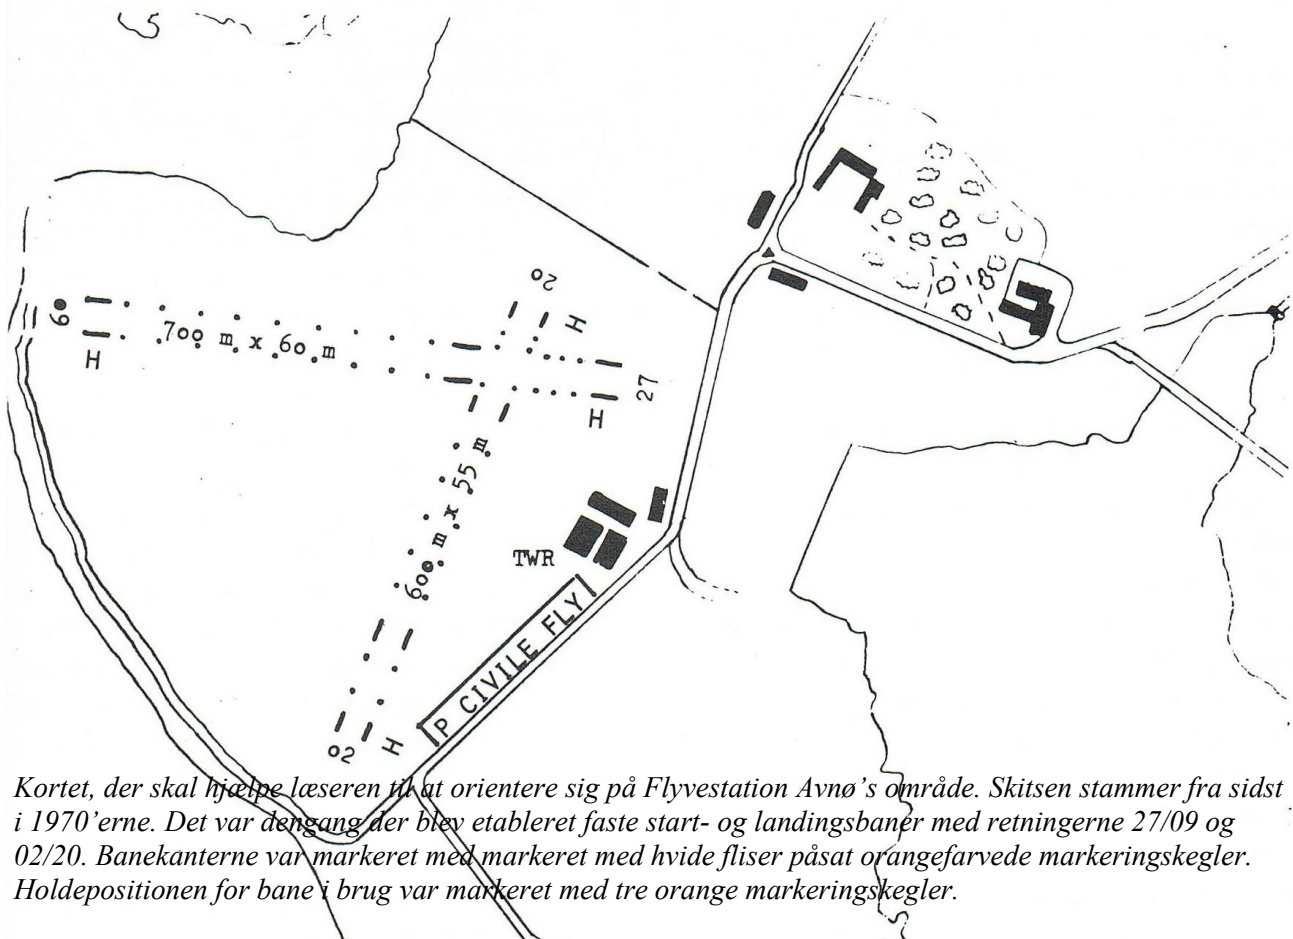 02
H
09
700 m x 60 m
H
27
H
600 m x 55 m
TWR
P CIVILE FLY
02
H
Kortet, der skal hjælpe læseren til at orientere sig på Flyvestation Avnø’s område. Skitsen stammer fra sidst
i 1970’erne. Det var dengang der blev etableret faste start- og landingsbaner med retningerne 27/09 og
02/20. Banekanterne var markeret med markeret med hvide fliser påsat orangefarvede markeringskegler.
Holdepositionen for bane i brug var markeret med tre orange markeringskegler.